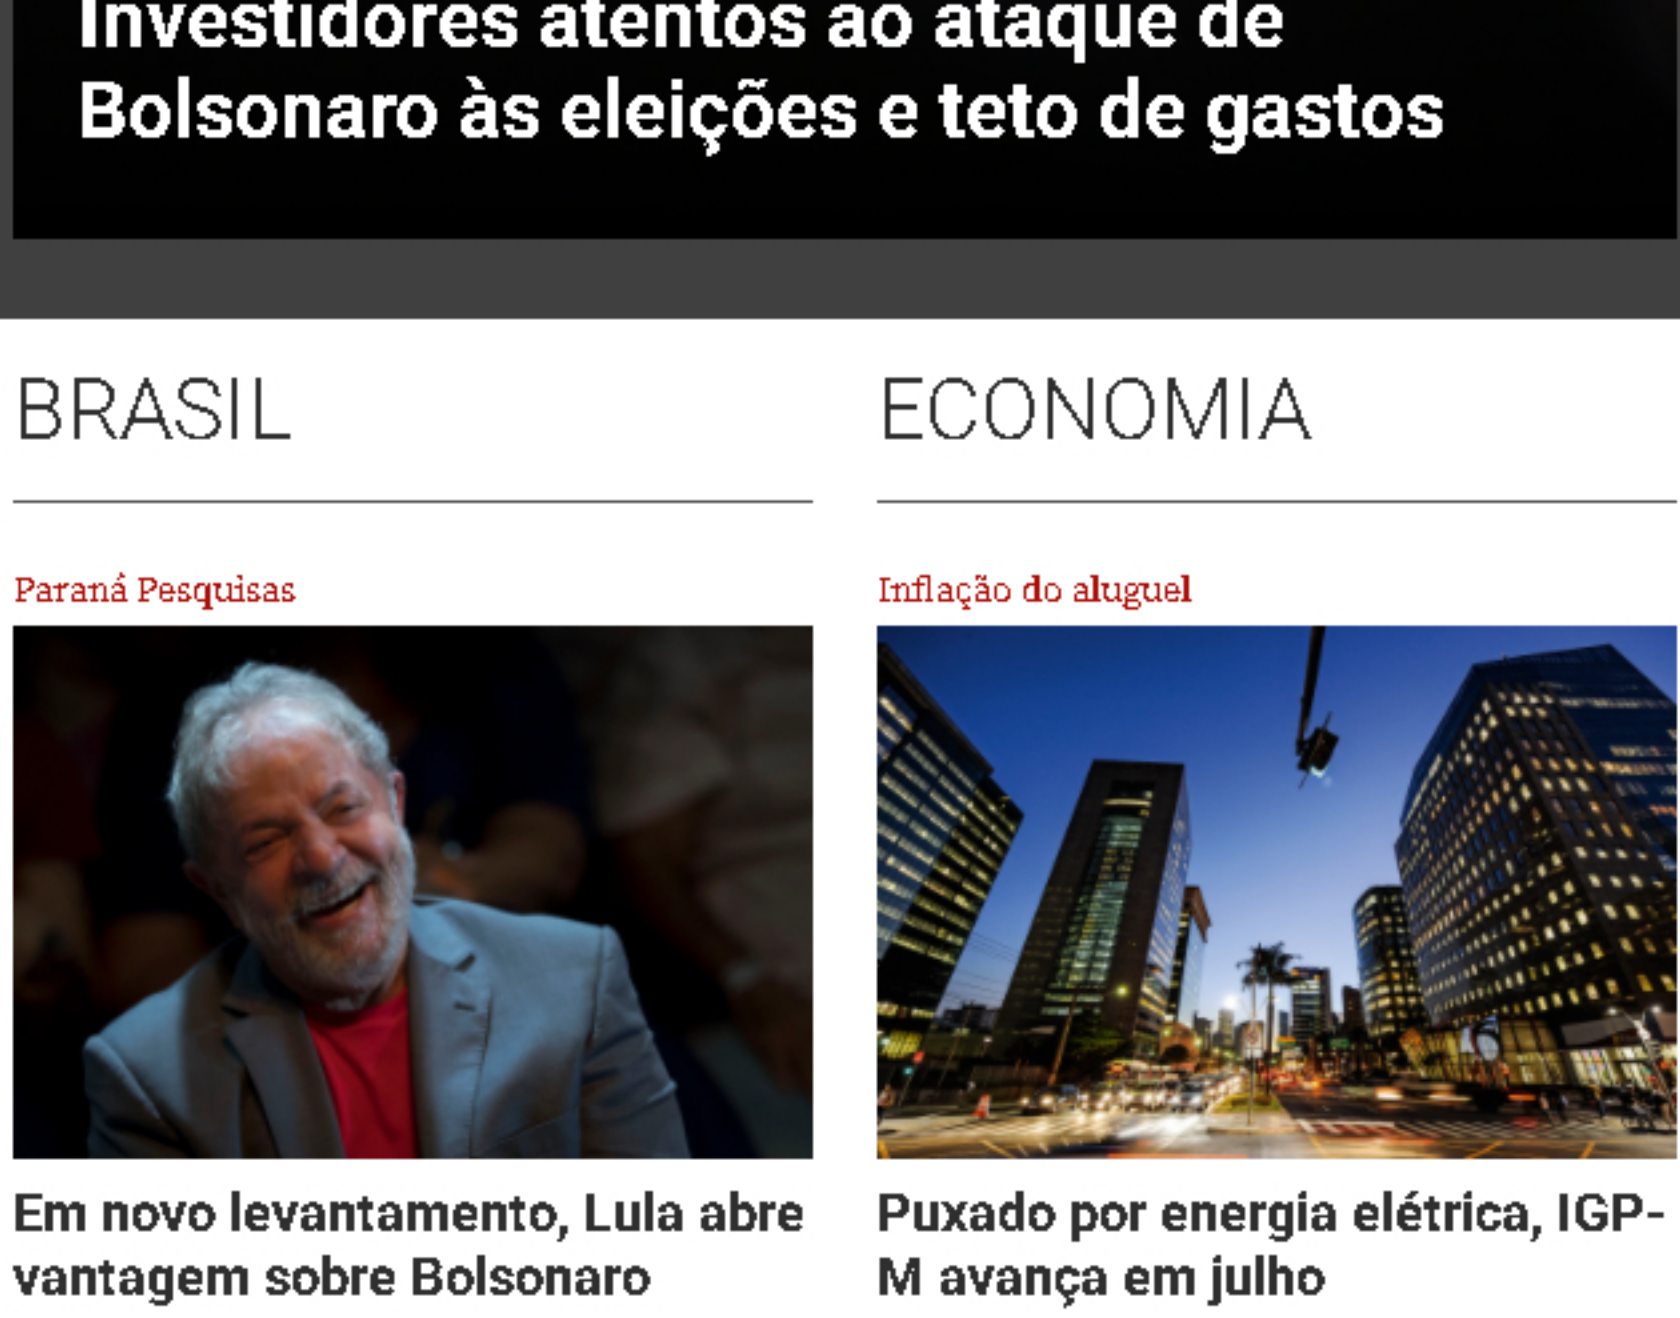 Investidores atentos ao ataque de
Bolsonaro às eleições e teto de gastos
BRASIL
Paraná Pesquisas
Em novo levantamento, Lula abre
vantagem sobre Bolsonaro
ECONOMIA
Inflação do aluguel
Puxado por energia elétrica, IGP-
M avança em julho